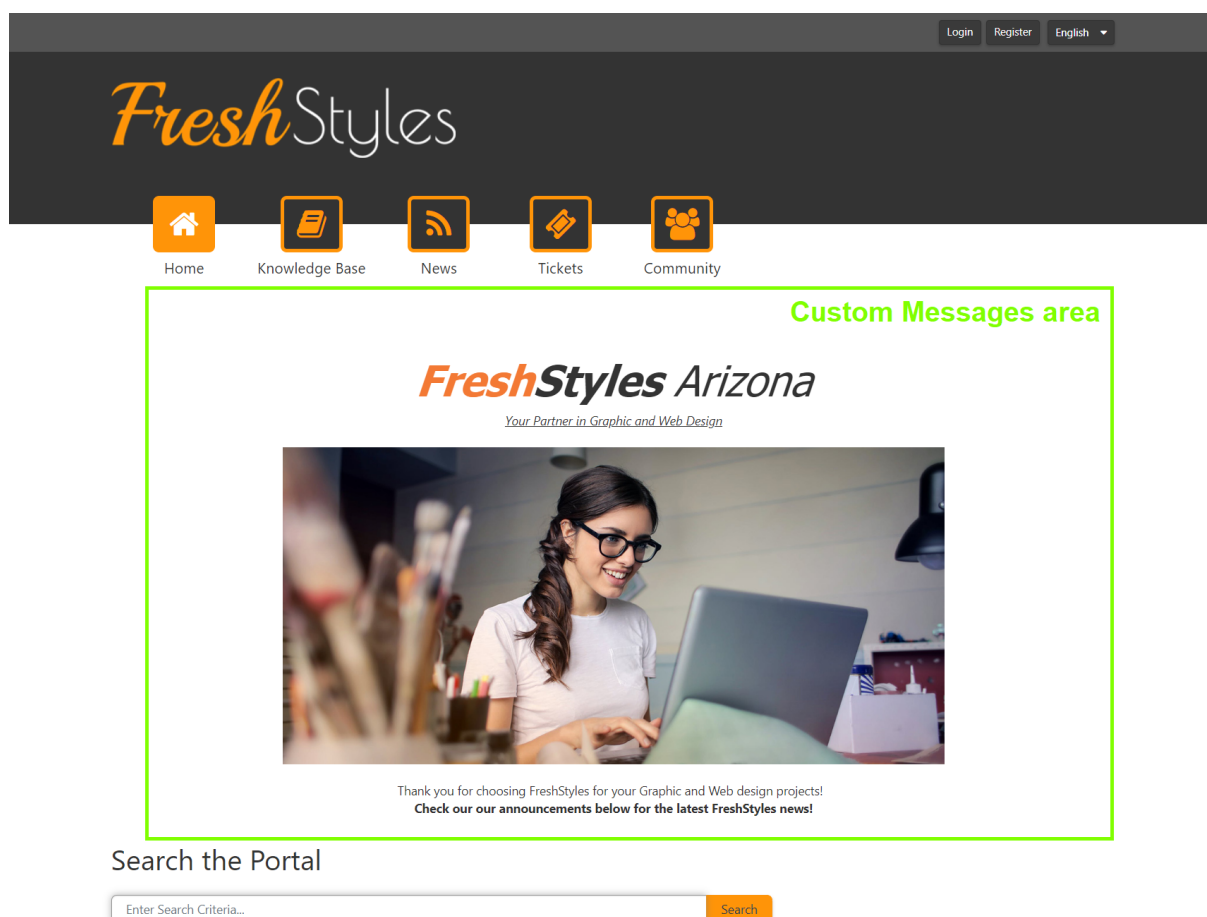 Login Register English
FreshStyles
Home Knowledge Base News Tickets Community
Custom Messages area
FreshStyles Arizona
Your Partner in Graphic and Web Design
Thank you for choosing FreshStyles for your Graphic and Web design projects!
Check our our announcements below for the latest FreshStyles news!
Search the Portal
Enter Search Criteria... Search